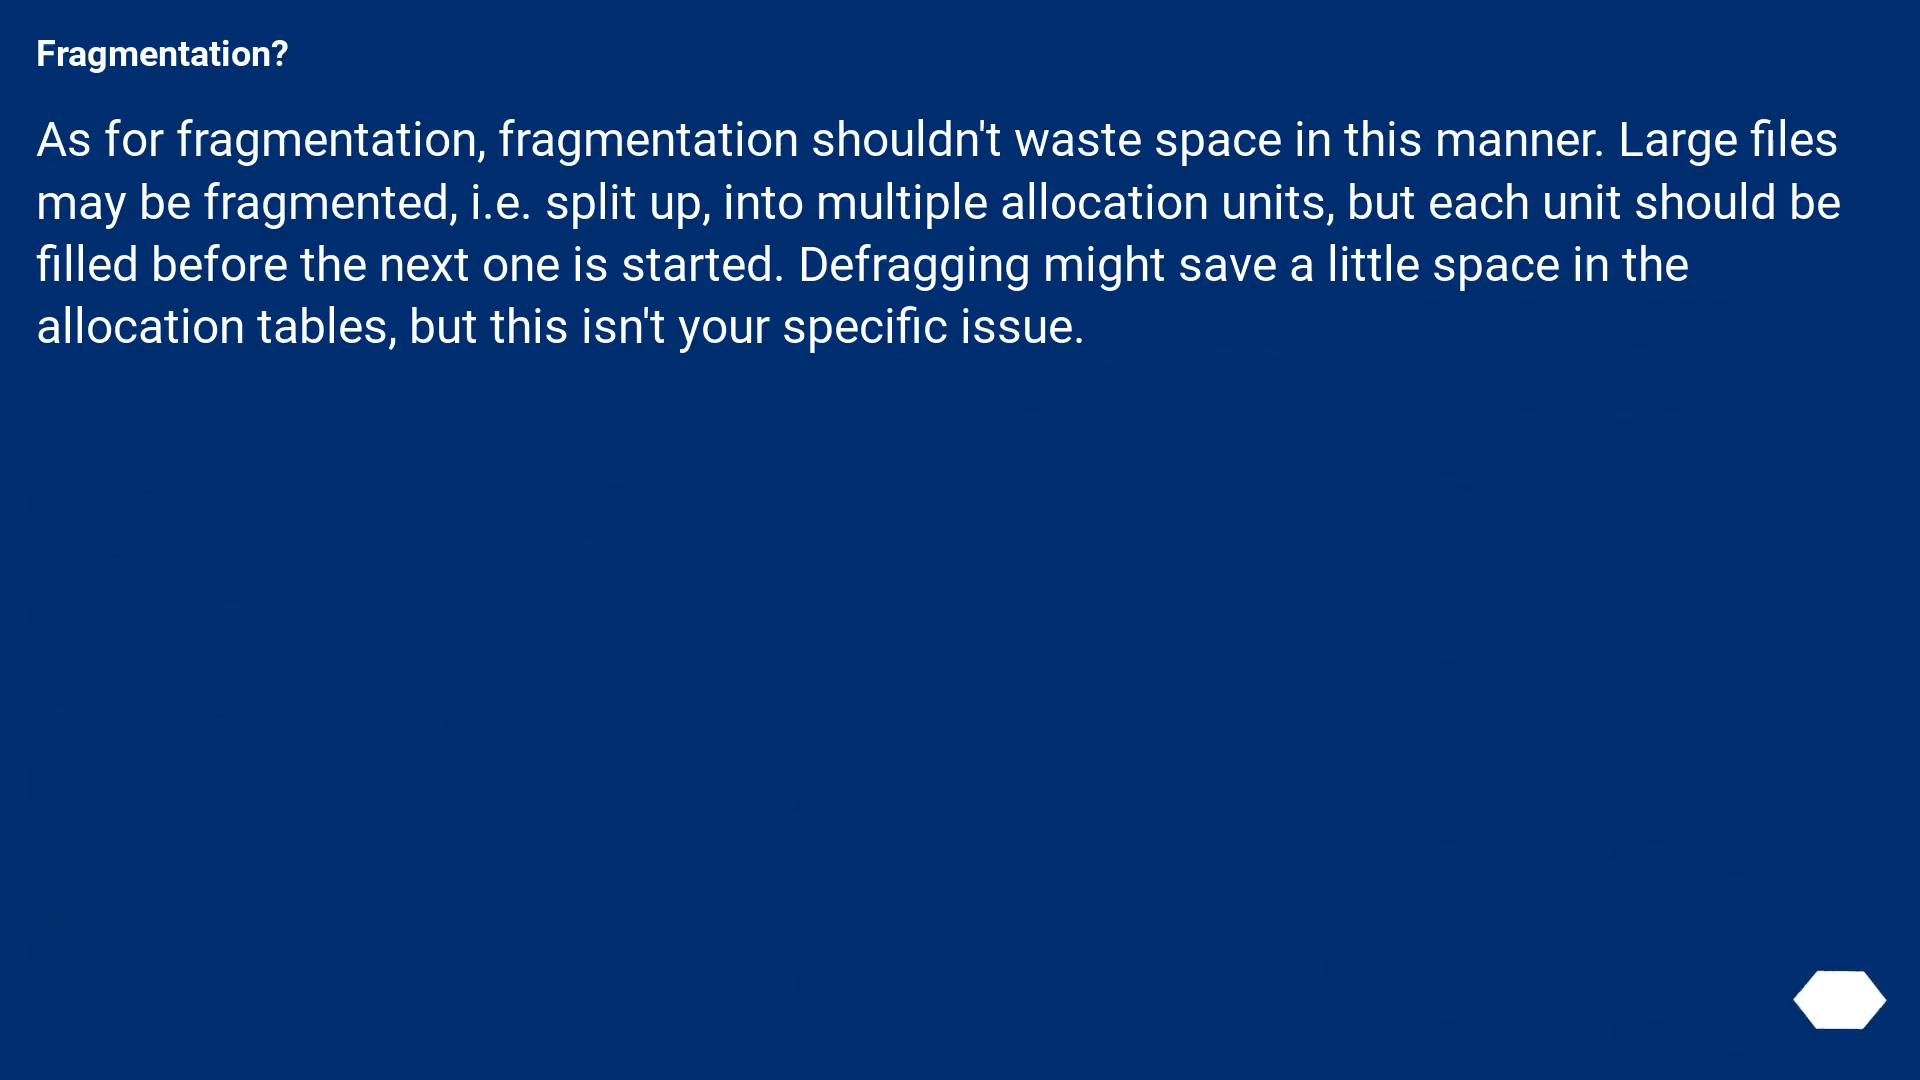 Fragmentation?
As for fragmentation, fragmentation shouldn't waste space in this manner. Large files
may be fragmented, i.e. split up, into multiple allocation units, but each unit should be
filled before the next one is started. Defragging might save a little space in the
allocation tables, but this isn't your specific issue.